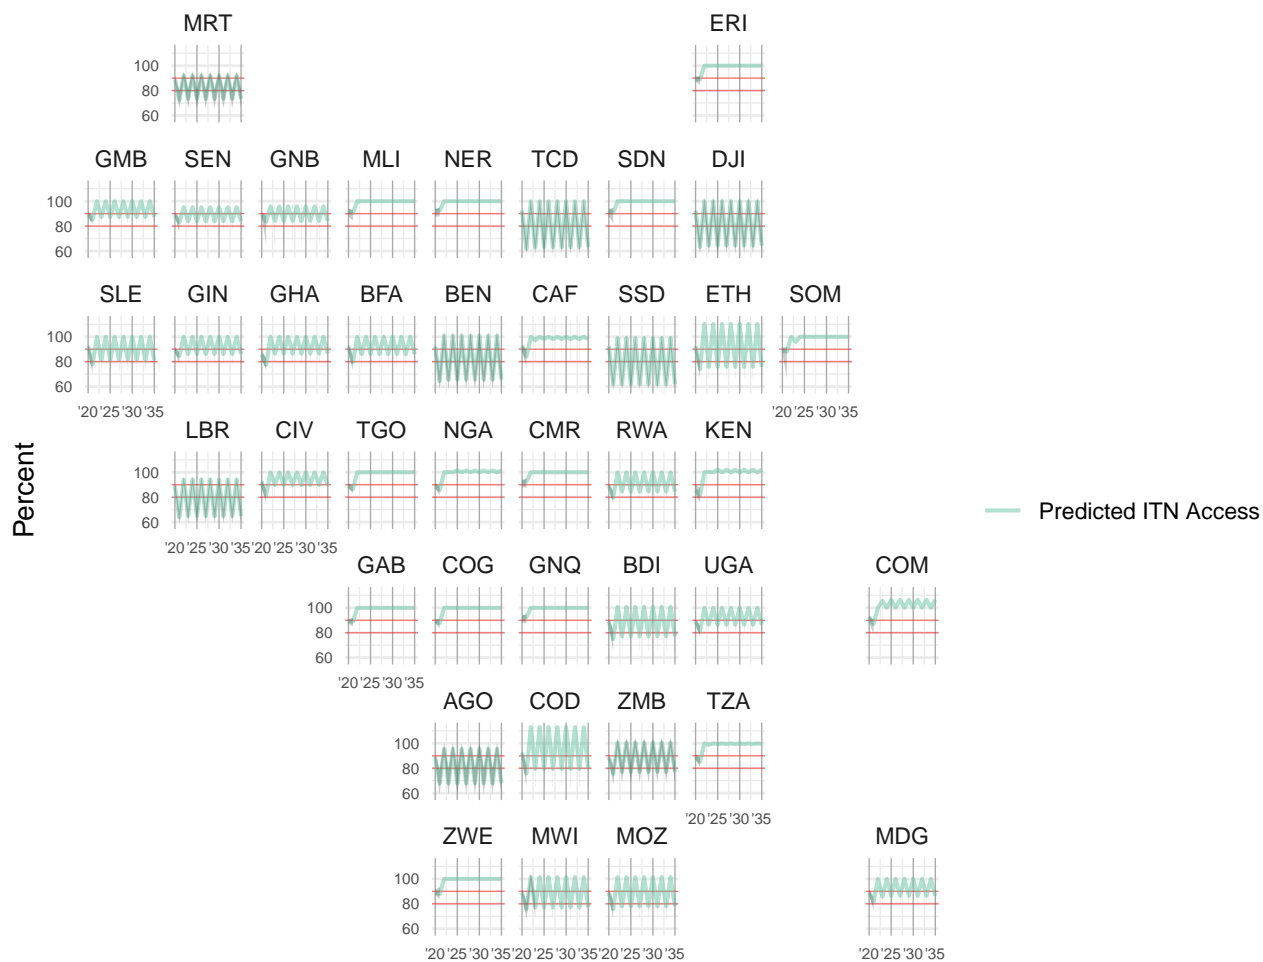 MRT ERI
100
80
60
GMB SEN GNB MLI NER TCD SDN DJI
100
80
60
SLE GIN GHA BFA BEN CAF SSD ETH SOM
100
80
60
'20 '25 '30 '35 '20 '25 '30 '35
LBR CIV TGO NGA CMR RWA KEN
100
80
60
'20 '25 '30 '35 '20 '25 '30 '35
Percent
Predicted ITN Access
GAB COG GNQ BDI UGA COM
100
80
60
'20 '25 '30 '35
AGO COD ZMB TZA
100
80
60
'20 '25 '30 '35
ZWE MWI MOZ MDG
100
80
60
'20 '25 '30 '35 '20 '25 '30 '35 '20 '25 '30 '35 '20 '25 '30 '35